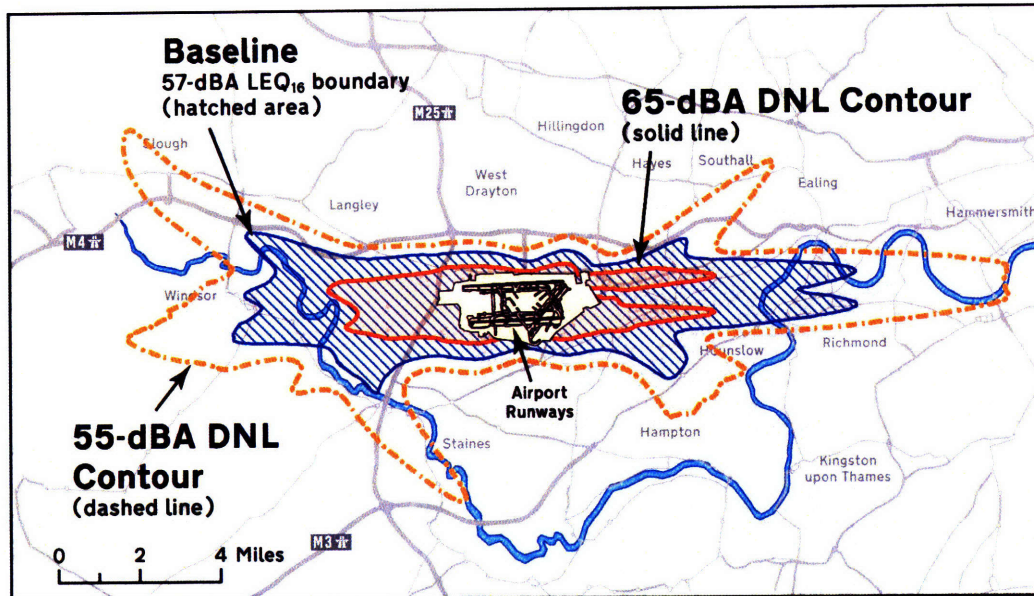 Baseline
57-dBA LEQ₁₆ boundary
(hatched area)
65-dBA DNL Contour
(solid line)
M25
Hillingdon
Slough
Hayes
Southall
West
Drayton
Ealing
Langley
Hammersmith
M4
Windsor
Richmond
Hounslow
Airport
Runways
55-dBA DNL
Contour
(dashed line)
Staines
Hampton
Kingston
upon Thames
M3
0 2 4 Miles